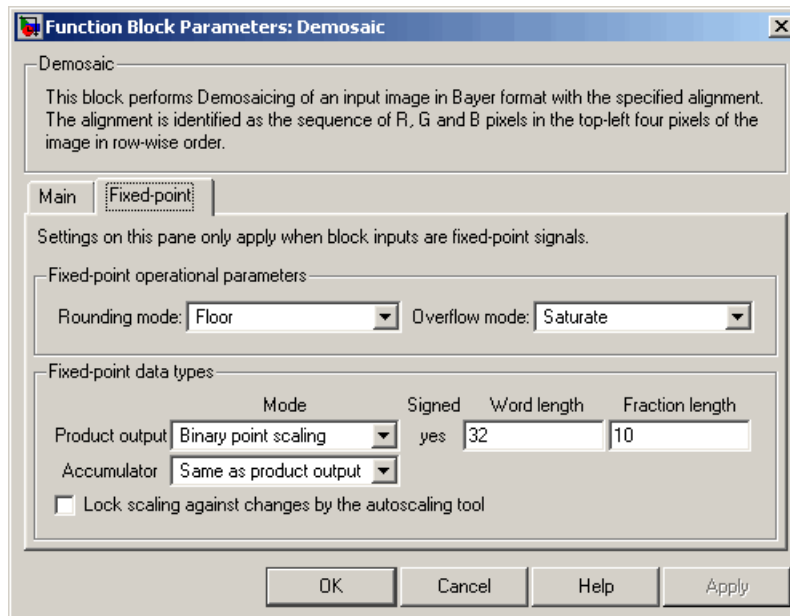 Function Block Parameters: Demosaic
Demosaic
This block performs Demosaicing of an input image in Bayer format with the specified alignment.
The alignment is identified as the sequence of R, G and B pixels in the top-left four pixels of the
image in row-wise order.
Main Fixed-point
Settings on this pane only apply when block inputs are fixed-point signals.
Fixed-point operational parameters
Rounding mode: Floor Overflow mode: Saturate
Fixed-point data types
Mode Signed Word length Fraction length
Product output Binary point scaling yes 32 10
Accumulator Same as product output
Lock scaling against changes by the autoscaling tool
OK Cancel Help Apply